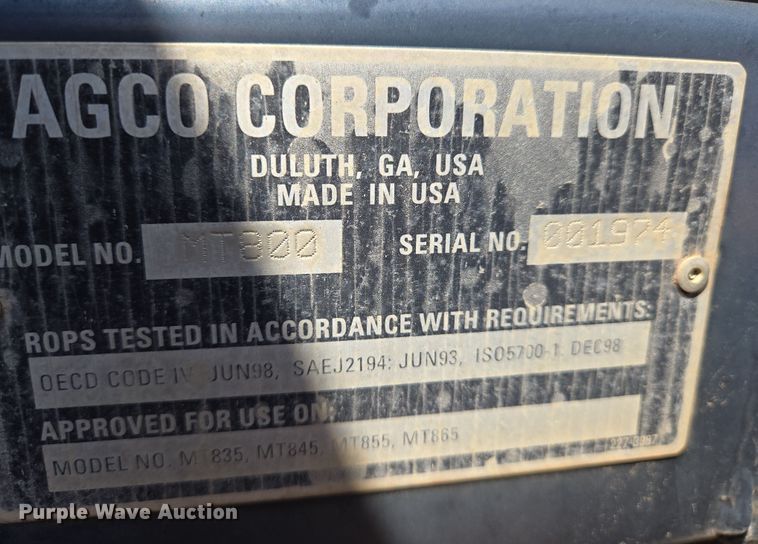 AGCO CORPORATION
DULUTH, GA, USA
MADE IN USA
MODEL NO. MT800 SERIAL NO. 001974
ROPS TESTED IN ACCORDANCE WITH REQUIREMENTS:
OECD CODE IV JUN98, SAEJ2194: JUN93, ISO5700-1 DEC98
APPROVED FOR USE ON:
MODEL NO. MT835, MT845, MT855, MT865
Purple Wave Auction